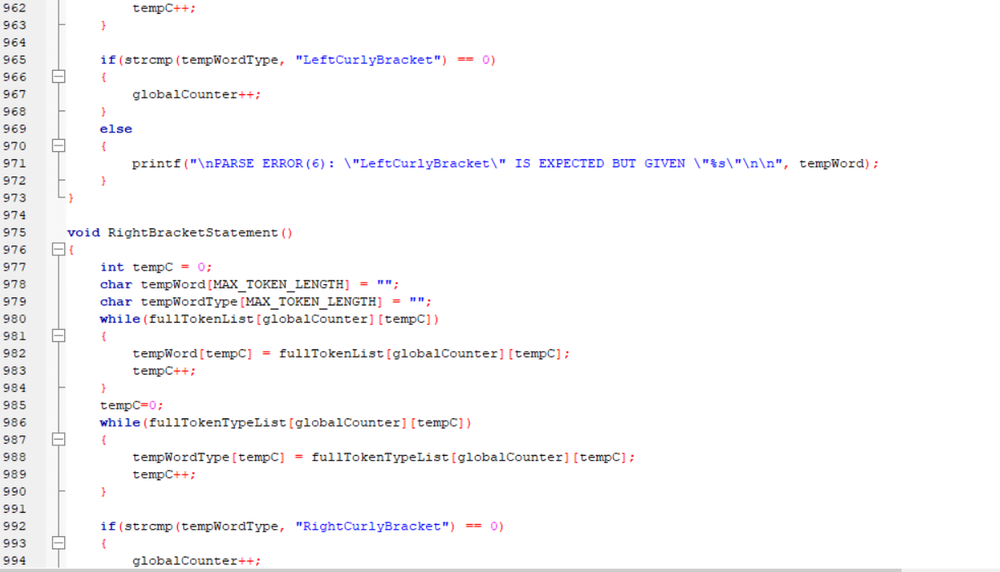 962 tempC++;
963 }
964
965 if(strcmp(tempWordType, "LeftCurlyBracket") == 0)
966 {
967 globalCounter++;
968 }
969 else
970 {
971 printf("\nPARSE ERROR(6): \"LeftCurlyBracket\" IS EXPECTED BUT GIVEN \"%s\"\n\n", tempWord);
972 }
973 }
974
975 void RightBracketStatement()
976 {
977 int tempC = 0;
978 char tempWord[MAX_TOKEN_LENGTH] = "";
979 char tempWordType[MAX_TOKEN_LENGTH] = "";
980 while(fullTokenList[globalCounter][tempC])
981 {
982 tempWord[tempC] = fullTokenList[globalCounter][tempC];
983 tempC++;
984 }
985 tempC=0;
986 while(fullTokenTypeList[globalCounter][tempC])
987 {
988 tempWordType[tempC] = fullTokenTypeList[globalCounter][tempC];
989 tempC++;
990 }
991
992 if(strcmp(tempWordType, "RightCurlyBracket") == 0)
993 {
994 globalCounter++;